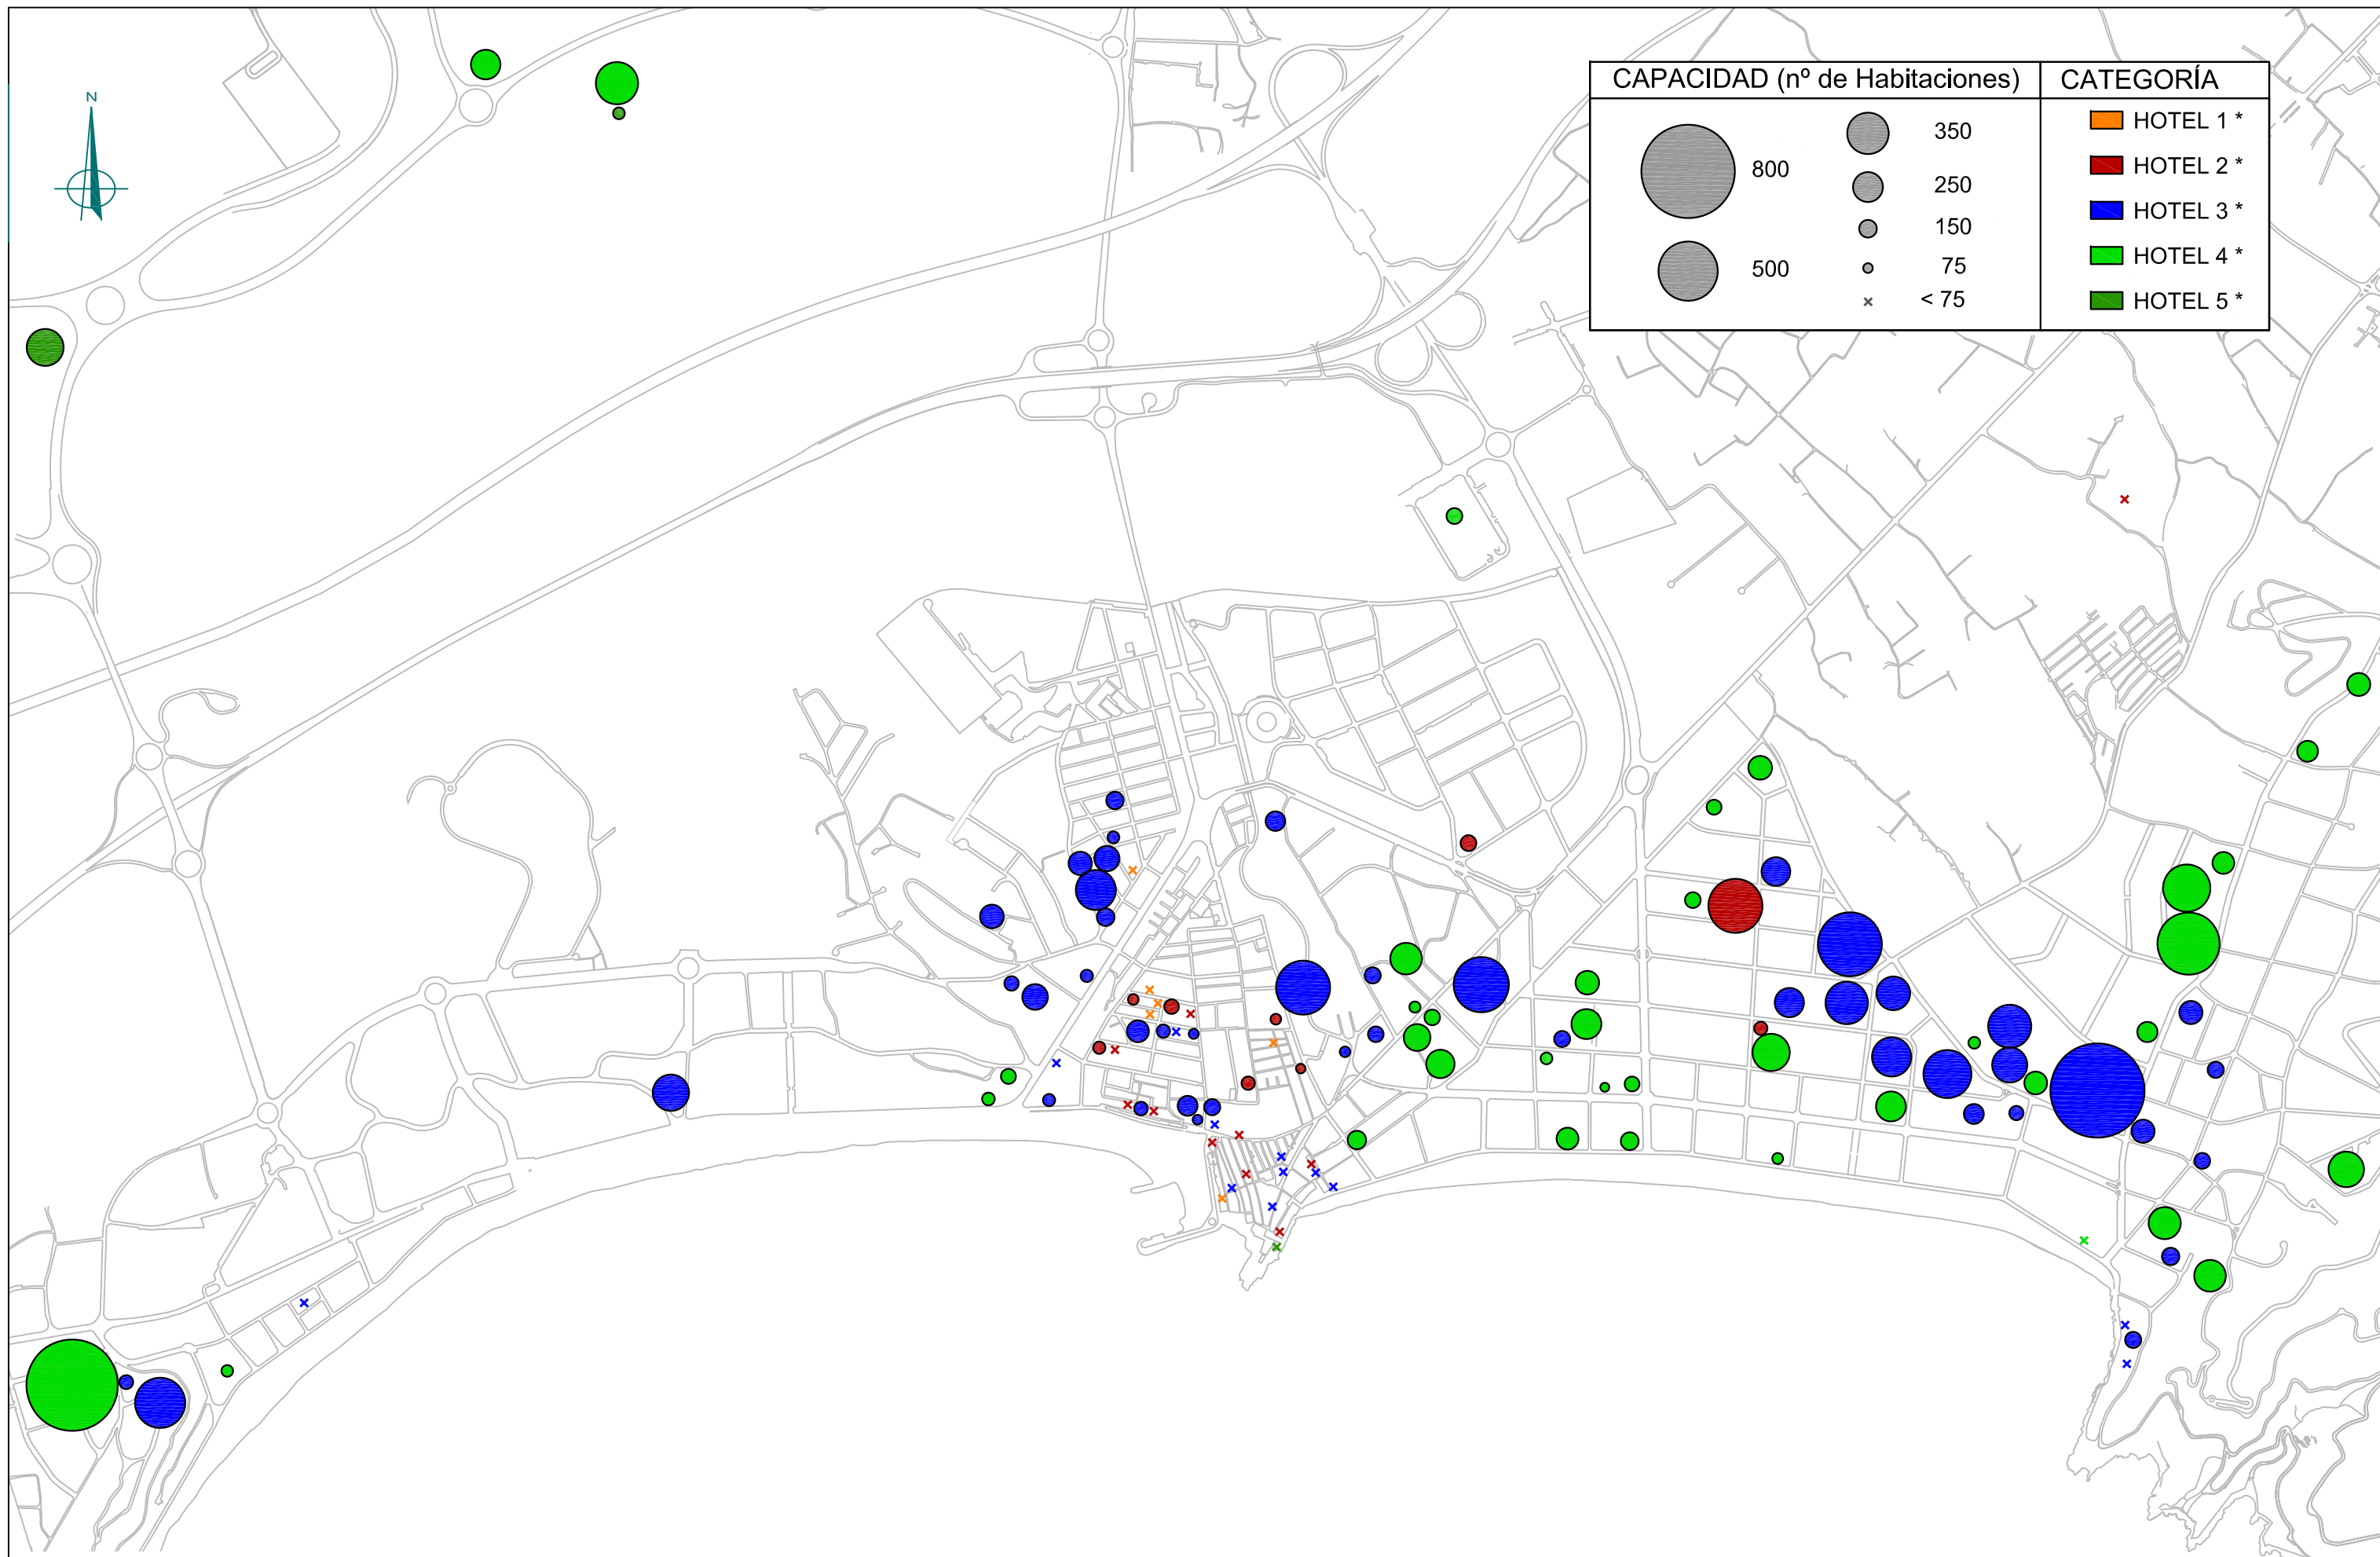 N
CAPACIDAD (nº de Habitaciones)
CATEGORÍA
800
500
350
250
150
75
< 75
HOTEL 1 *
HOTEL 2 *
HOTEL 3 *
HOTEL 4 *
HOTEL 5 *